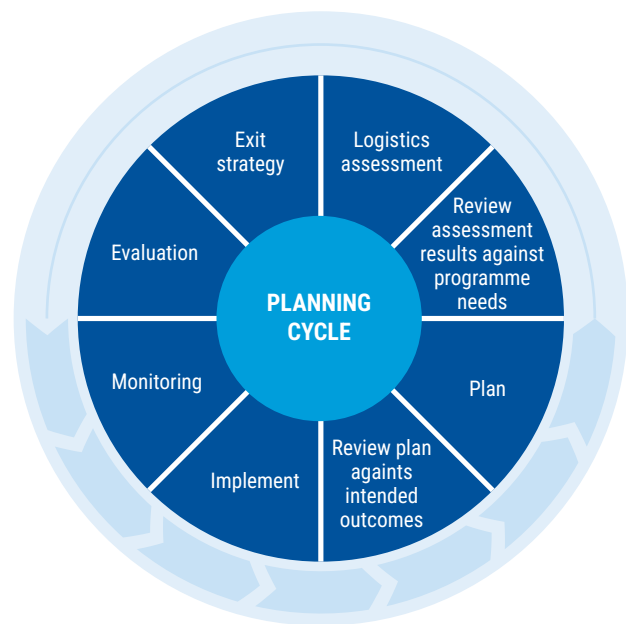 PLANNING
CYCLE
Logistics
assessment
Review
assessment
results against
programme
needs
Plan
Review plan
againts
intended
outcomes
Implement
Monitoring
Evaluation
Exit
strategy